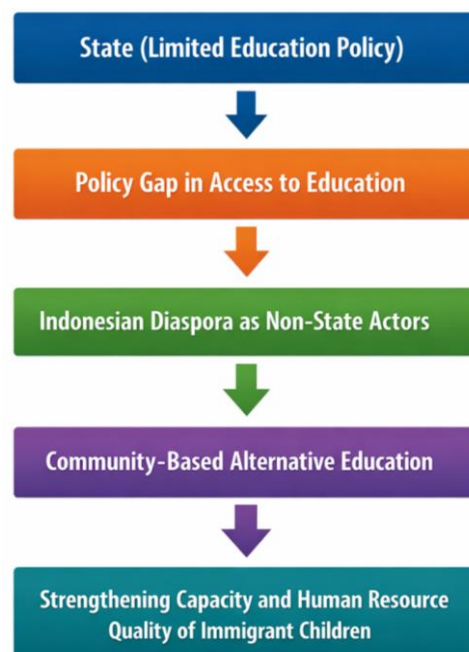 State (Limited Education Policy)
Policy Gap in Access to Education
Indonesian Diaspora as Non-State Actors
Community-Based Alternative Education
Strengthening Capacity and Human Resource
Quality of Immigrant Children